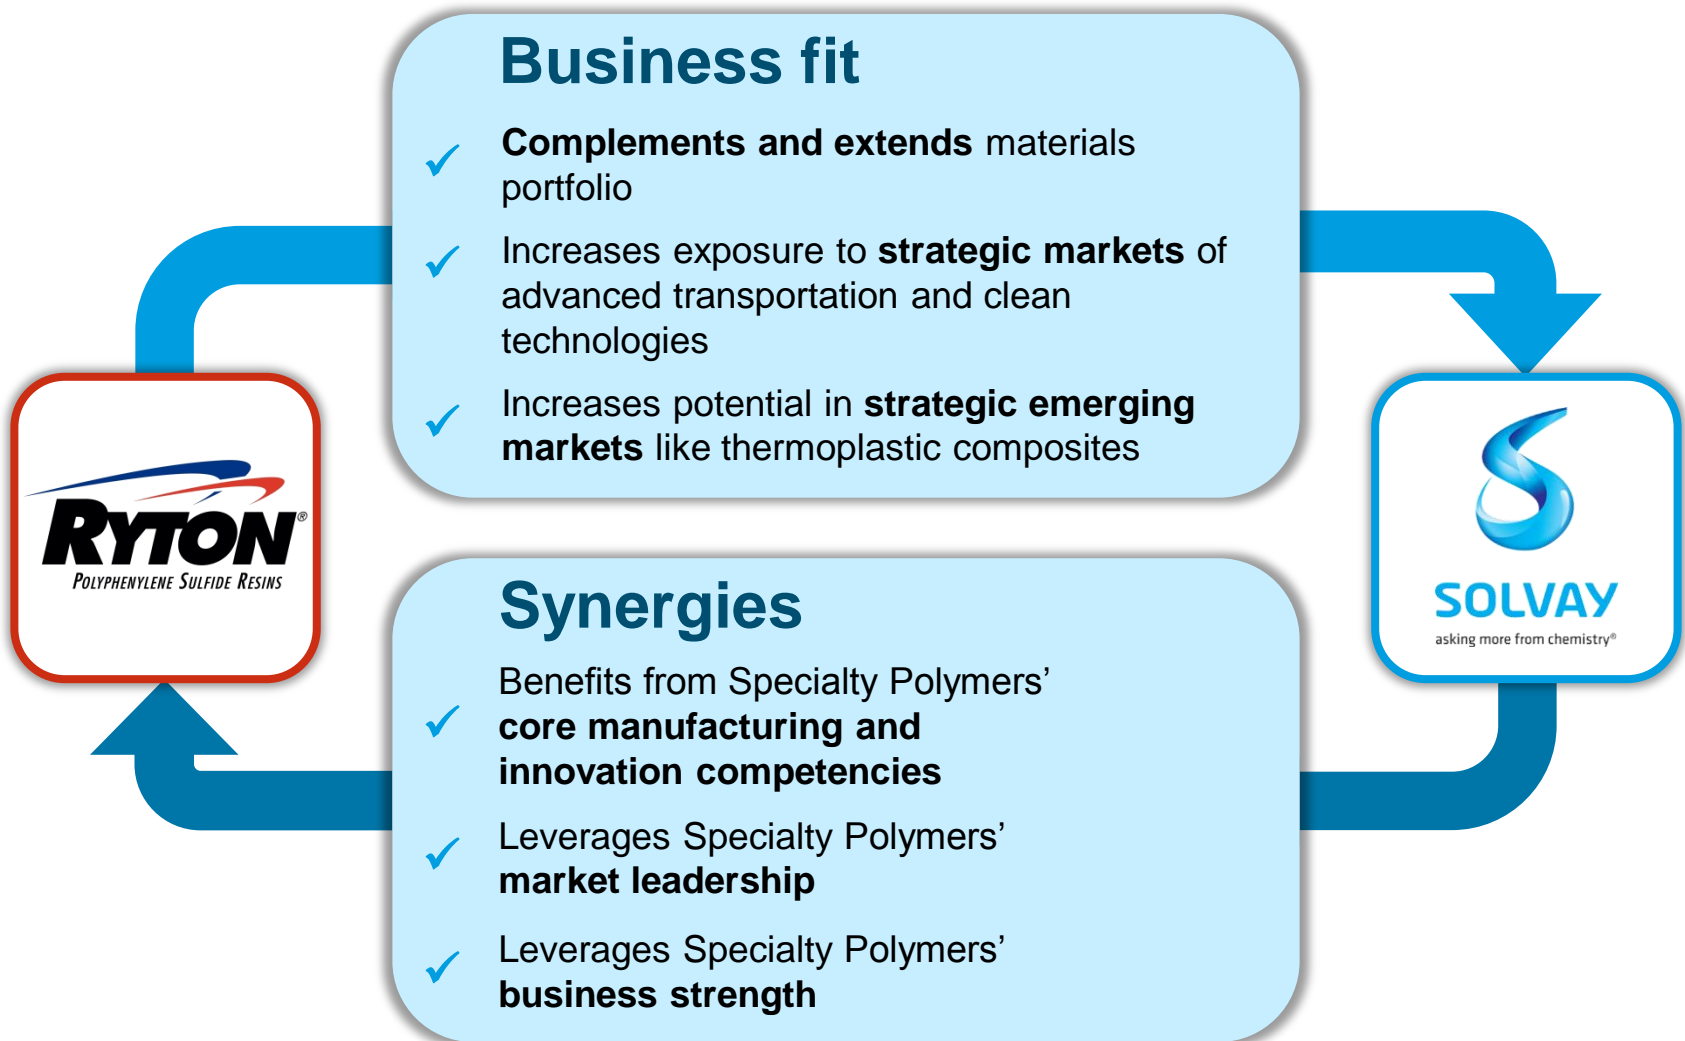 Business fit
✓ Complements and extends materials
portfolio
✓ Increases exposure to strategic markets of
advanced transportation and clean
technologies
✓ Increases potential in strategic emerging
markets like thermoplastic composites
RYTON®
POLYPHENYLENE SULFIDE RESINS
SOLVAY
asking more from chemistry®
Synergies
✓ Benefits from Specialty Polymers’
core manufacturing and
innovation competencies
✓ Leverages Specialty Polymers’
market leadership
✓ Leverages Specialty Polymers’
business strength